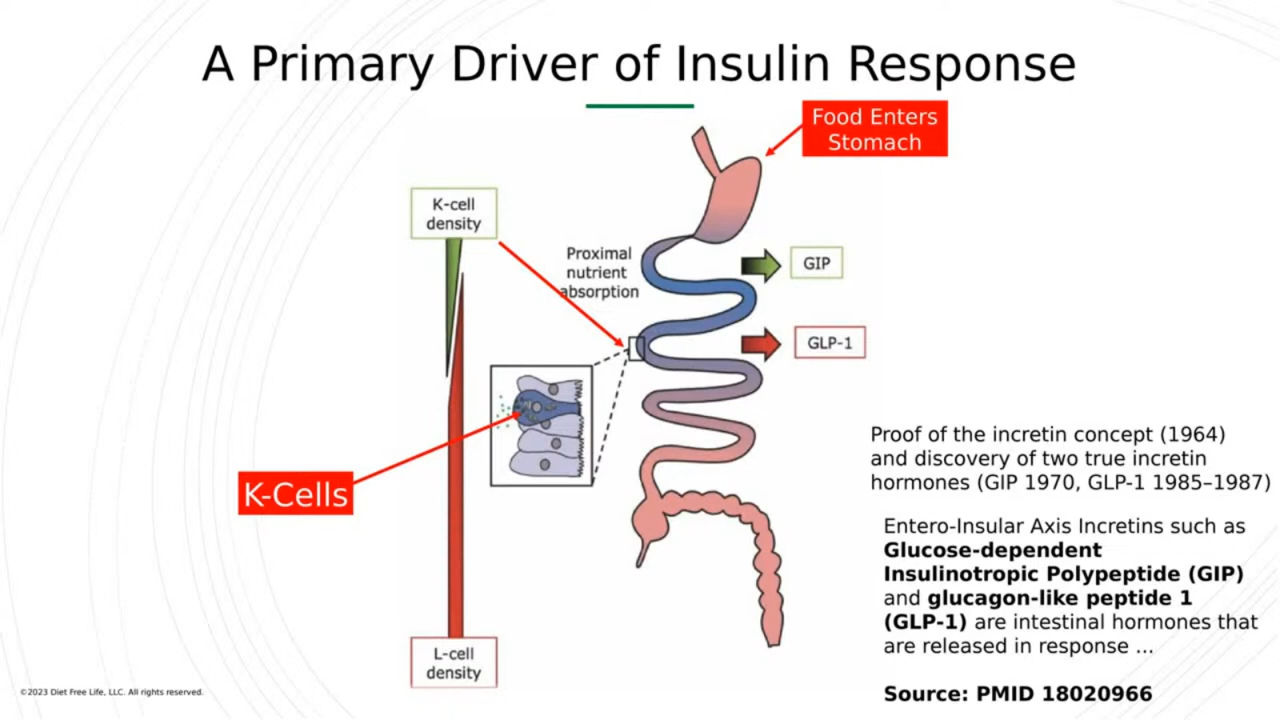 A Primary Driver of Insulin Response
Food Enters
Stomach
K-cell
density
Proximal
nutrient
absorption
GIP
GLP-1
K-Cells
L-cell
density
Proof of the incretin concept (1964)
and discovery of two true incretin
hormones (GIP 1970, GLP-1 1985–1987)
Entero-Insular Axis Incretins such as
Glucose-dependent
Insulinotropic Polypeptide (GIP)
and glucagon-like peptide 1
(GLP-1) are intestinal hormones that
are released in response ...
Source: PMID 18020966
©2023 Diet Free Life, LLC. All rights reserved.